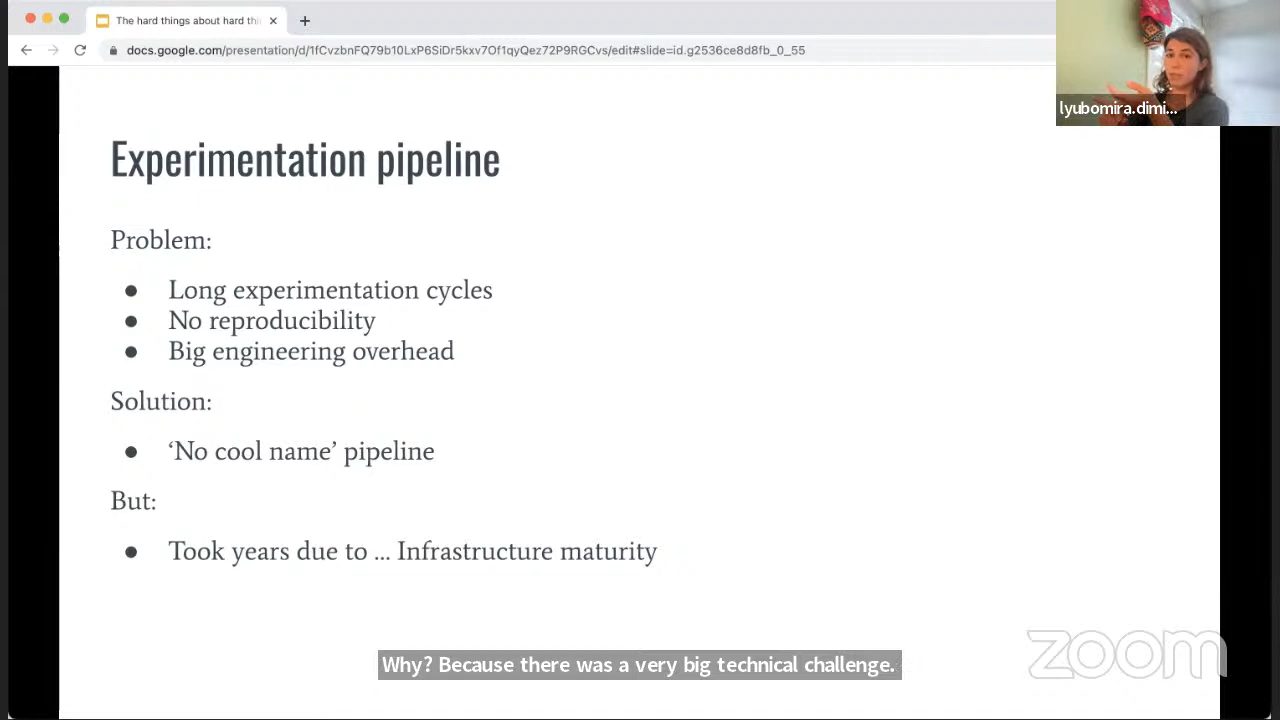 The hard things about hard thi
docs.google.com/presentation/d/1fCvzbnFQ79b10LxP6SiDr5kxv7Of1qyQez72P9RGCvs/edit#slide=id.g2536ce8d8fb_0_55
lyubomira.dimi...
Experimentation pipeline
Problem:
● Long experimentation cycles
● No reproducibility
● Big engineering overhead
Solution:
● ‘No cool name’ pipeline
But:
● Took years due to ... Infrastructure maturity
zoom
Why? Because there was a very big technical challenge.